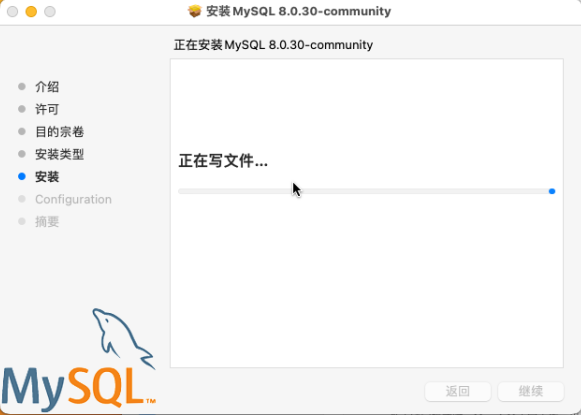 安装 MySQL 8.0.30-community
正在安装MySQL 8.0.30-community
介绍
许可
目的宗卷
安装类型
安装
Configuration
摘要
正在写文件...
MySQL™
返回
继续